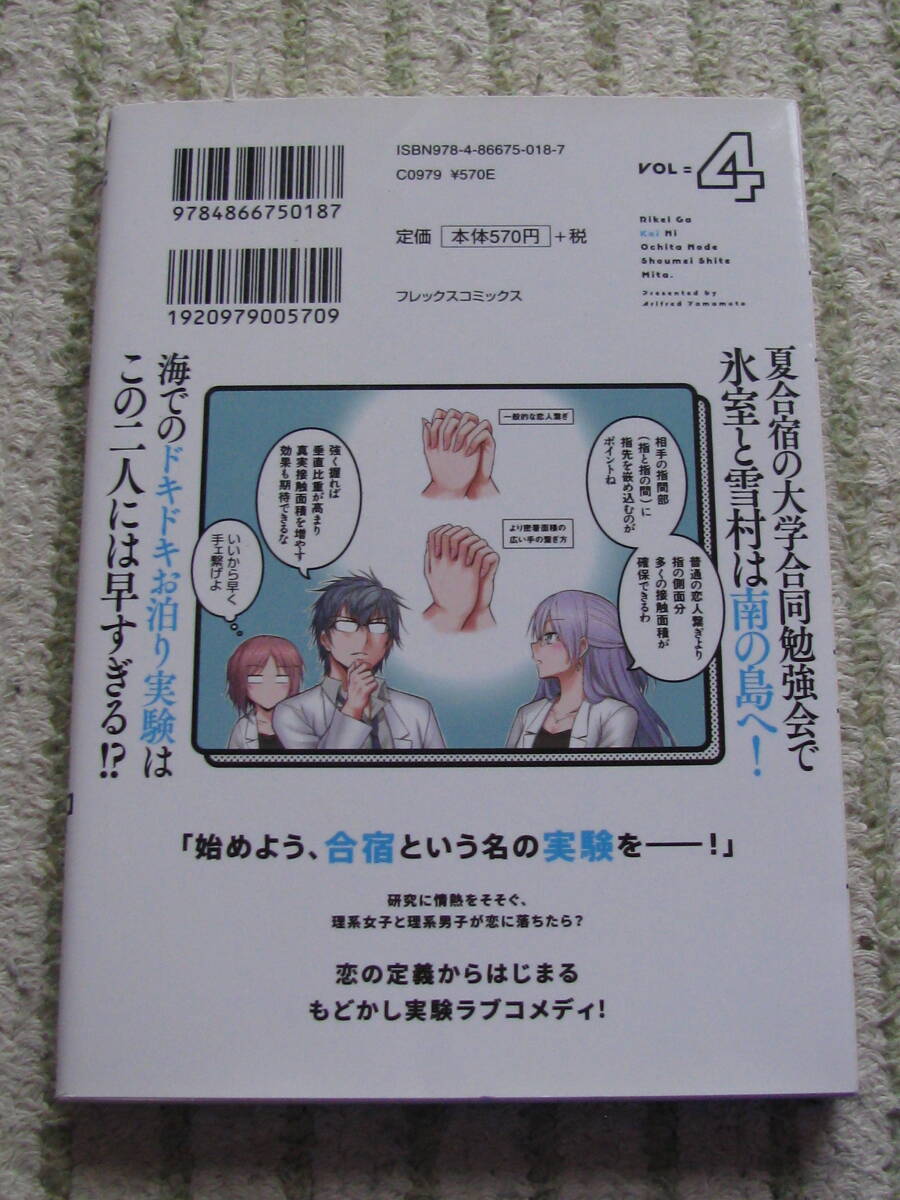 ISBN978-4-86675-018-7
C0979 ¥570E
9784866750187
定価 本体570円 +税
1920979005709
フレックスコミックス
VOL = 4
Rikei Ga
Koi Ni
Ochita Node
Shoumei Shite
Mita.
Presented by
Alifred Yamamoto
夏合宿の大学合同勉強会で
氷室と雪村は南の島へ!
海でのドキドキお泊り実験は
この二人には早すぎる!?
一般的な恋人繋ぎ
相手の指間部
(指と指の間)に
指先を嵌め込むのが
ポイントね
より密着面積の
広い手の繋ぎ方
普通の恋人繋ぎより
指の側面分
多くの接触面積が
確保できるわ
強く握れば
垂直比重が高まり
真実接触面積を増やす
効果も期待できるな
いいから早く
手ェ繋げよ
「始めよう、合宿という名の実験を――!」
研究に情熱をそそぐ、
理系女子と理系男子が恋に落ちたら?
恋の定義からはじまる
もどかし実験ラブコメディ!